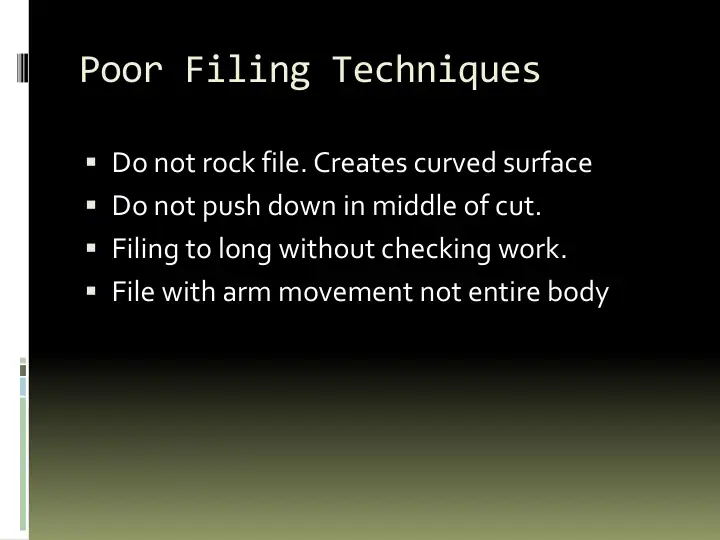 Poor Filing Techniques
Do not rock file. Creates curved surface
Do not push down in middle of cut.
Filing to long without checking work.
File with arm movement not entire body